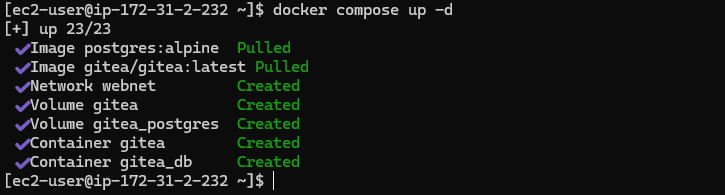 [ec2-user@ip-172-31-2-232 ~]$ docker compose up -d
[+] up 23/23
✔Image postgres:alpine Pulled
✔Image gitea/gitea:latest Pulled
✔Network webnet Created
✔Volume gitea Created
✔Volume gitea_postgres Created
✔Container gitea Created
✔Container gitea_db Created
[ec2-user@ip-172-31-2-232 ~]$